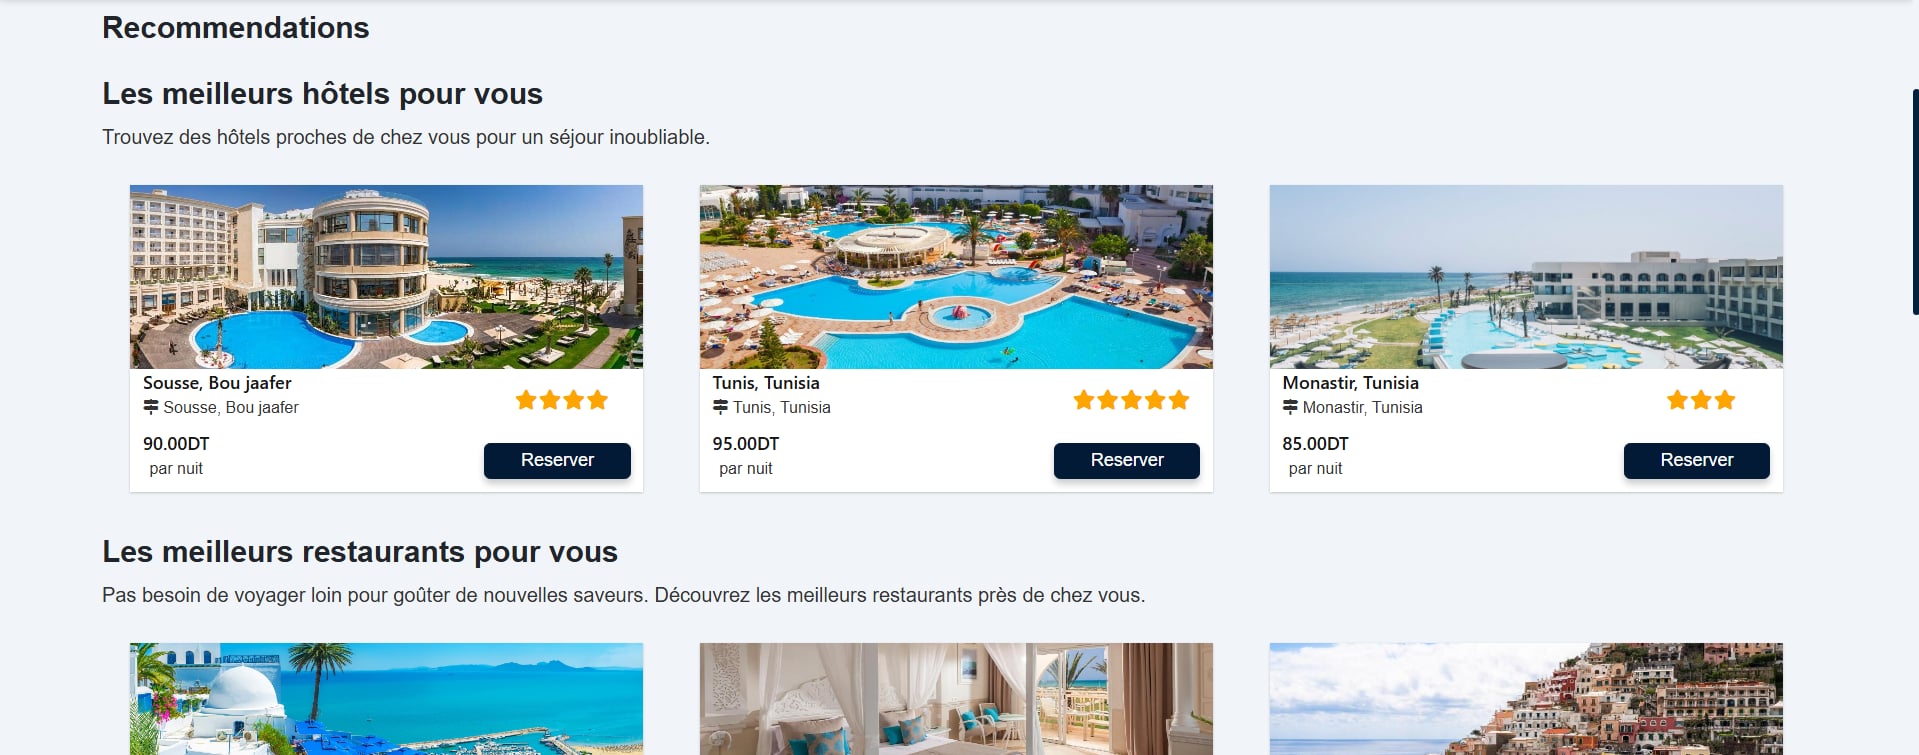 Recommendations
Les meilleurs hôtels pour vous
Trouvez des hôtels proches de chez vous pour un séjour inoubliable.
Sousse, Bou jaafer
Sousse, Bou jaafer
90.00DT
par nuit
Reserver
Tunis, Tunisia
Tunis, Tunisia
95.00DT
par nuit
Reserver
Monastir, Tunisia
Monastir, Tunisia
85.00DT
par nuit
Reserver
Les meilleurs restaurants pour vous
Pas besoin de voyager loin pour goûter de nouvelles saveurs. Découvrez les meilleurs restaurants près de chez vous.